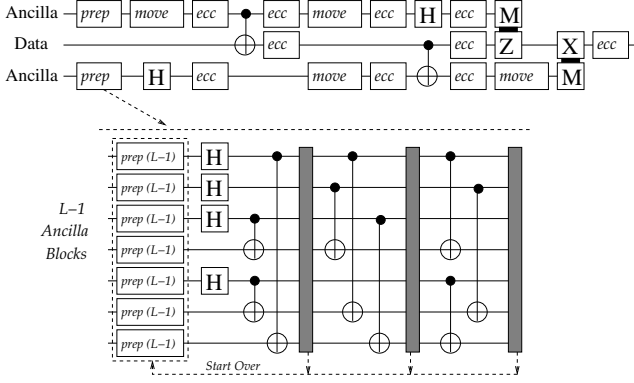 Ancilla prep move ecc ecc move ecc H ecc M
Data ecc ecc Z X ecc
Ancilla prep H ecc move ecc ecc move M
prep (L−1) H
prep (L−1) H
L−1 prep (L−1) H
Ancilla prep (L−1)
Blocks prep (L−1) H
prep (L−1)
prep (L−1)
Start Over